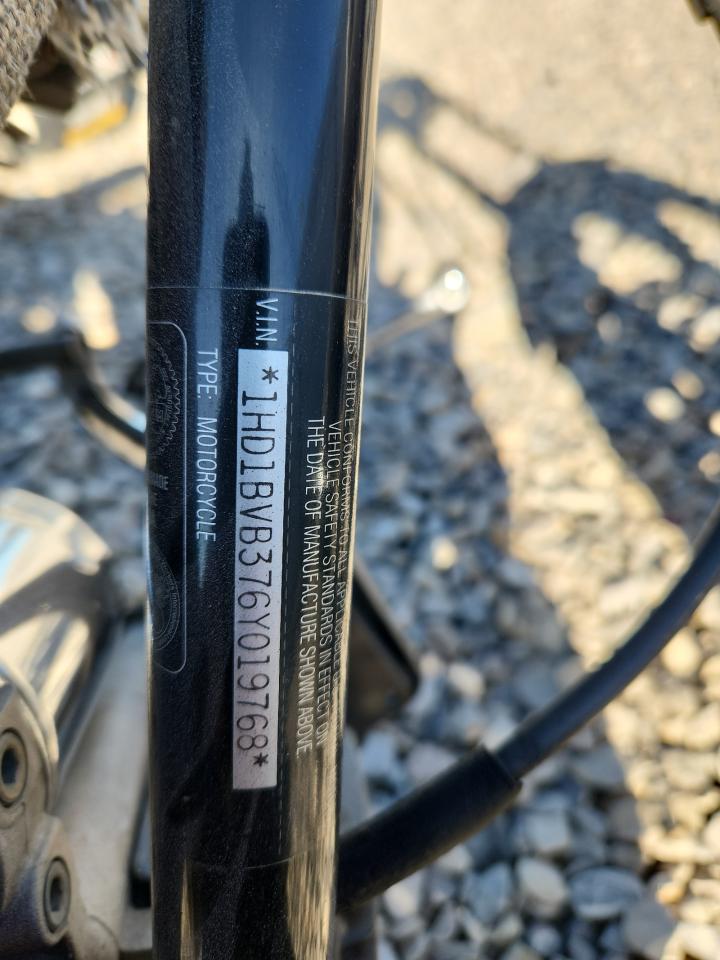 THIS VEHICLE CONFORMS TO ALL APPLICABLE
VEHICLE SAFETY STANDARDS IN EFFECT ON
THE DATE OF MANUFACTURE SHOWN ABOVE
V.I.N.
*1HD1BVB376Y019768*
TYPE: MOTORCYCLE